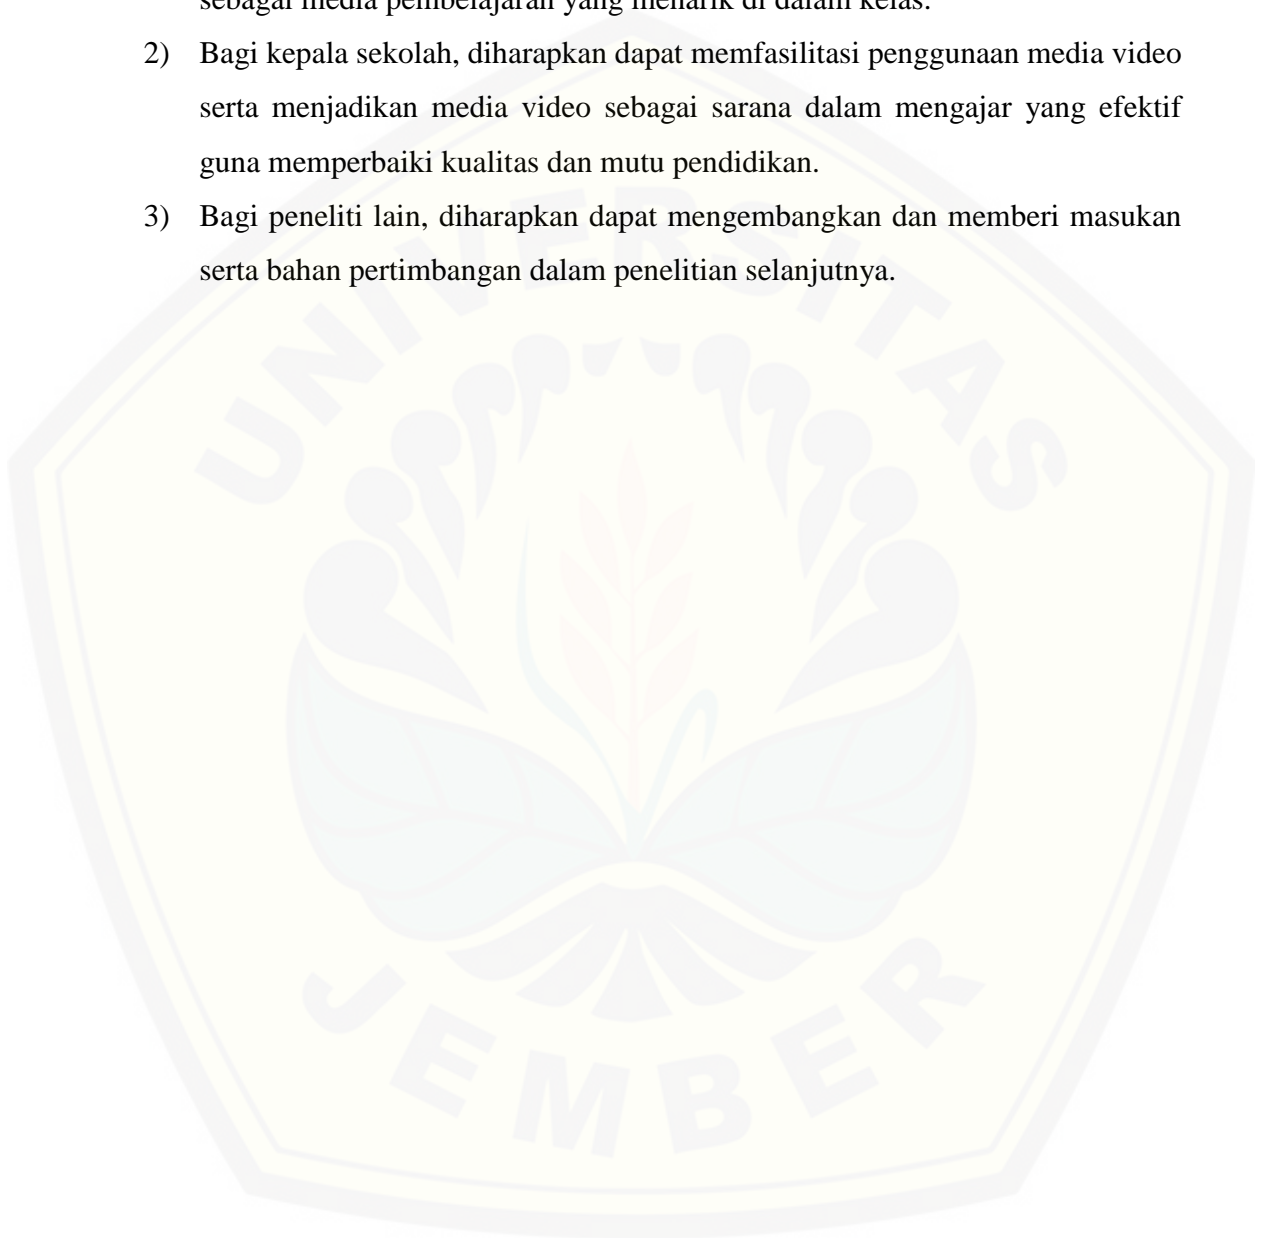 sebagai media pembelajaran yang menarik di dalam kelas.
2) Bagi kepala sekolah, diharapkan dapat memfasilitasi penggunaan media video
serta menjadikan media video sebagai sarana dalam mengajar yang efektif
guna memperbaiki kualitas dan mutu pendidikan.
3) Bagi peneliti lain, diharapkan dapat mengembangkan dan memberi masukan
serta bahan pertimbangan dalam penelitian selanjutnya.
UNIVERSITAS
JEMBER